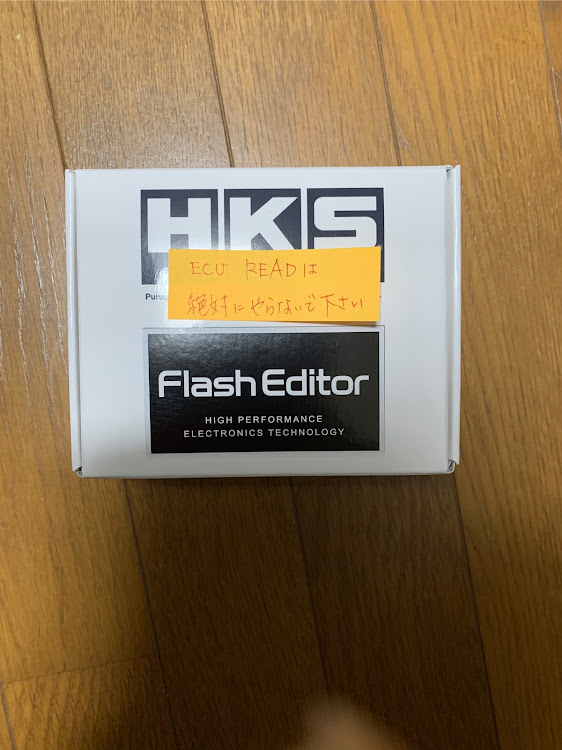 HKS
ECU READは
絶対にやらないで下さい
Flash Editor
HIGH PERFORMANCE
ELECTRONICS TECHNOLOGY